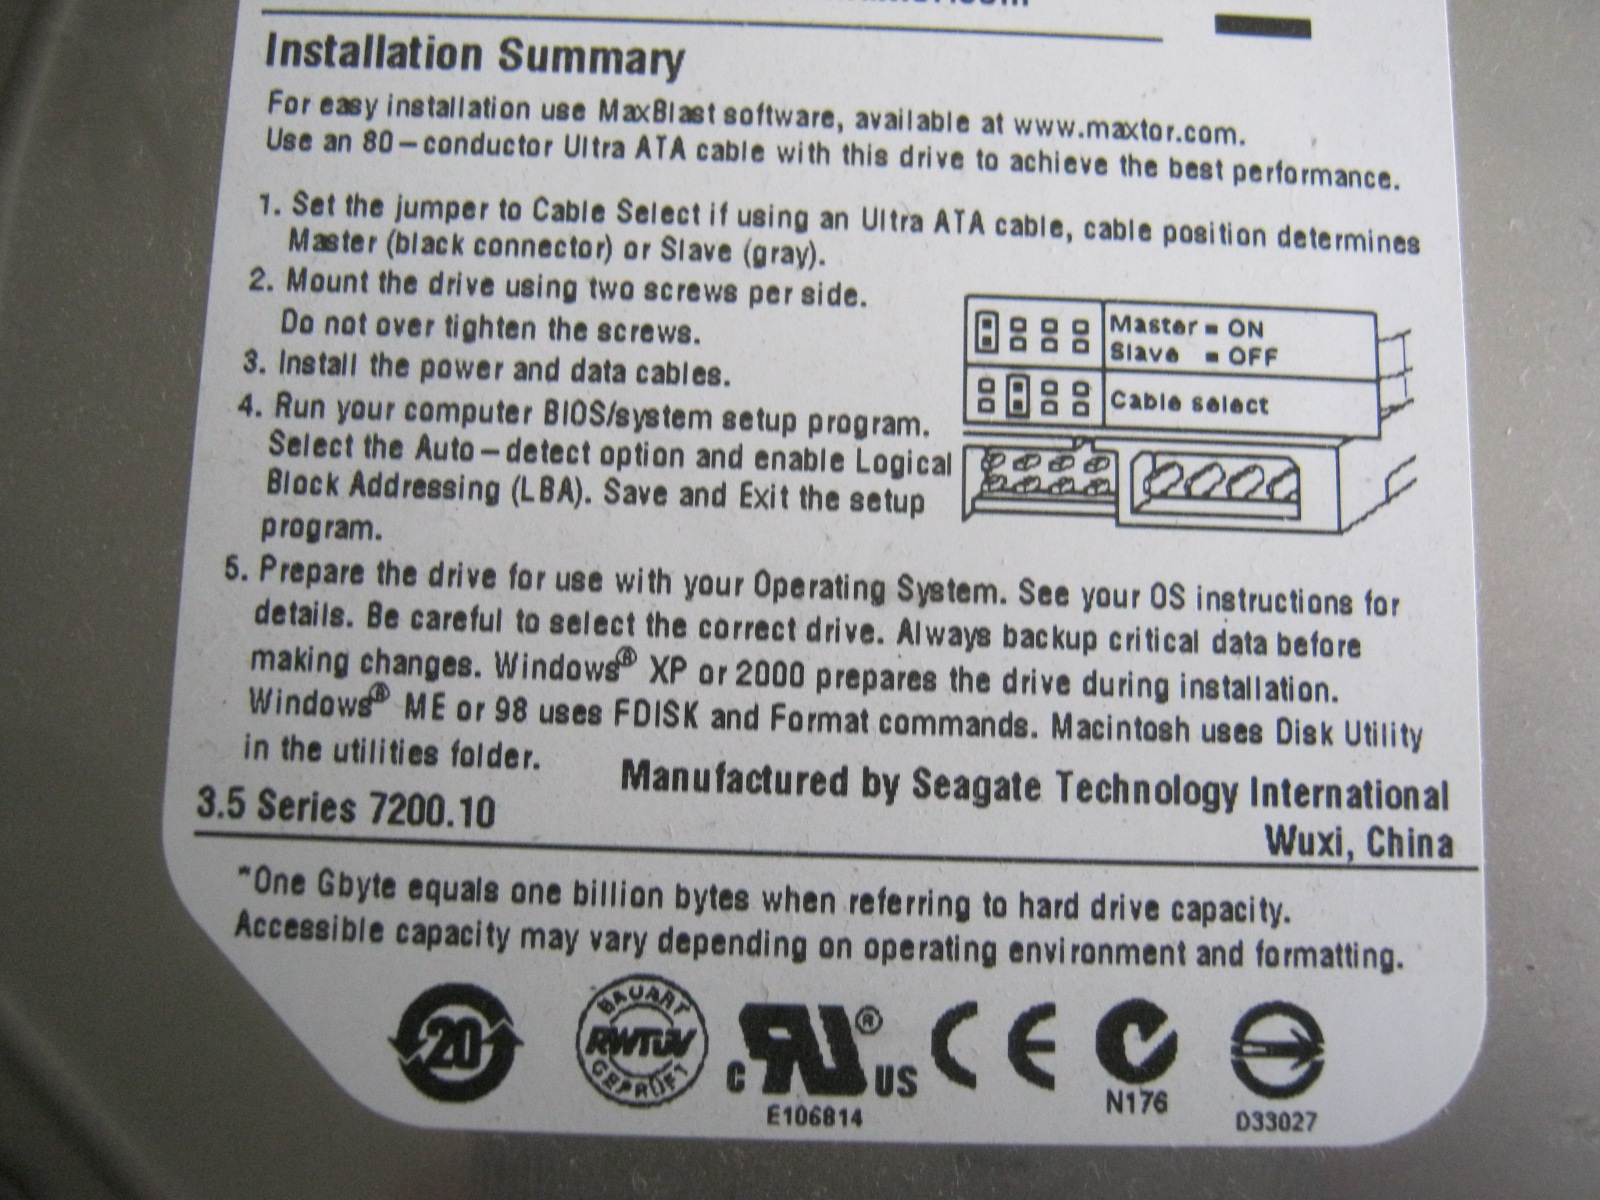 Installation Summary
For easy installation use MaxBlast software, available at www.maxtor.com.
Use an 80–conductor Ultra ATA cable with this drive to achieve the best performance.
1. Set the jumper to Cable Select if using an Ultra ATA cable, cable position determines
Master (black connector) or Slave (gray).
2. Mount the drive using two screws per side.
Do not over tighten the screws.
3. Install the power and data cables.
4. Run your computer BIOS/system setup program.
Select the Auto–detect option and enable Logical
Block Addressing (LBA). Save and Exit the setup
program.
Master = ON
Slave = OFF
Cable select
5. Prepare the drive for use with your Operating System. See your OS instructions for
details. Be careful to select the correct drive. Always backup critical data before
making changes. Windows® XP or 2000 prepares the drive during installation.
Windows® ME or 98 uses FDISK and Format commands. Macintosh uses Disk Utility
in the utilities folder.
Manufactured by Seagate Technology International
3.5 Series 7200.10
Wuxi, China
*One Gbyte equals one billion bytes when referring to hard drive capacity.
Accessible capacity may vary depending on operating environment and formatting.
20
BAUART
RWTÜV
GEPRÜFT
c RU ® US
E106814
CE
N176
D33027